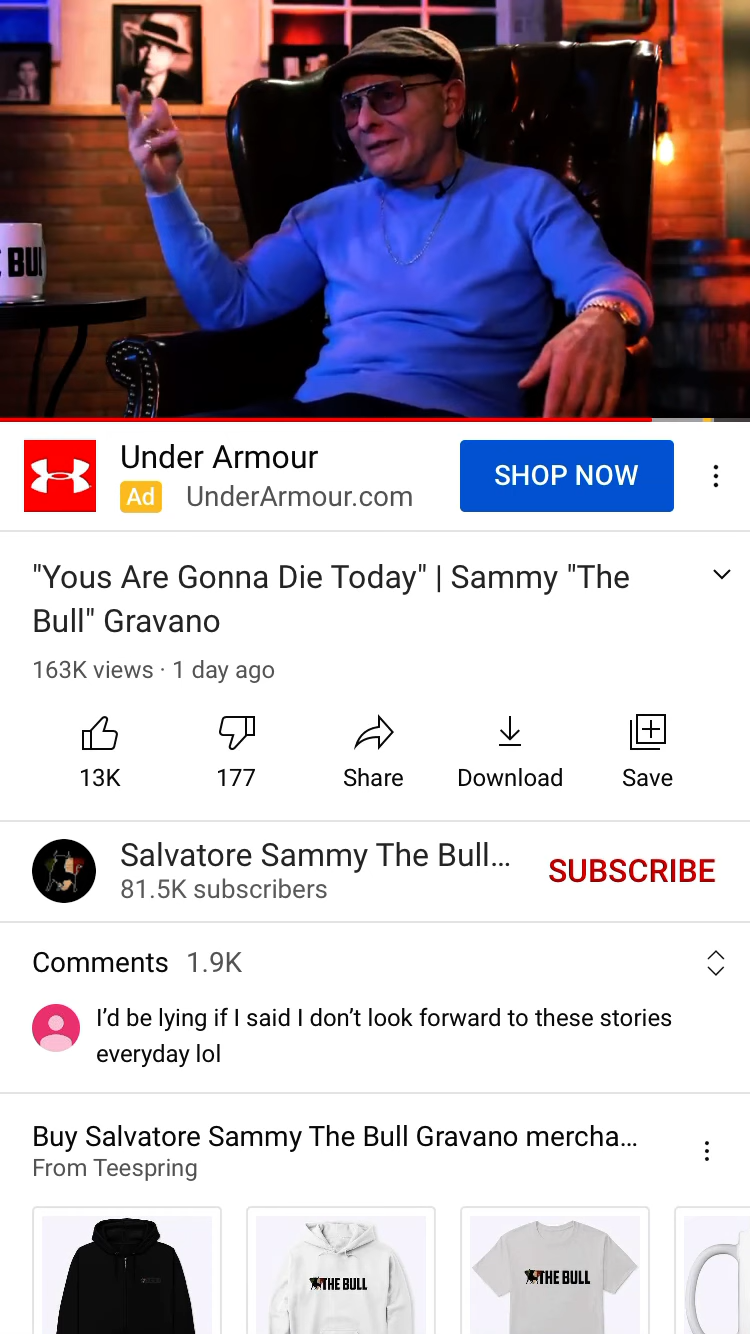 BUL
Under Armour
SHOP NOW
Ad UnderArmour.com
"Yous Are Gonna Die Today" | Sammy "The
Bull" Gravano
163K views · 1 day ago
13K
177
Share
Download
Save
Salvatore Sammy The Bull...
SUBSCRIBE
81.5K subscribers
Comments 1.9K
I’d be lying if I said I don’t look forward to these stories
everyday lol
Buy Salvatore Sammy The Bull Gravano mercha...
From Teespring
THE BULL
THE BULL